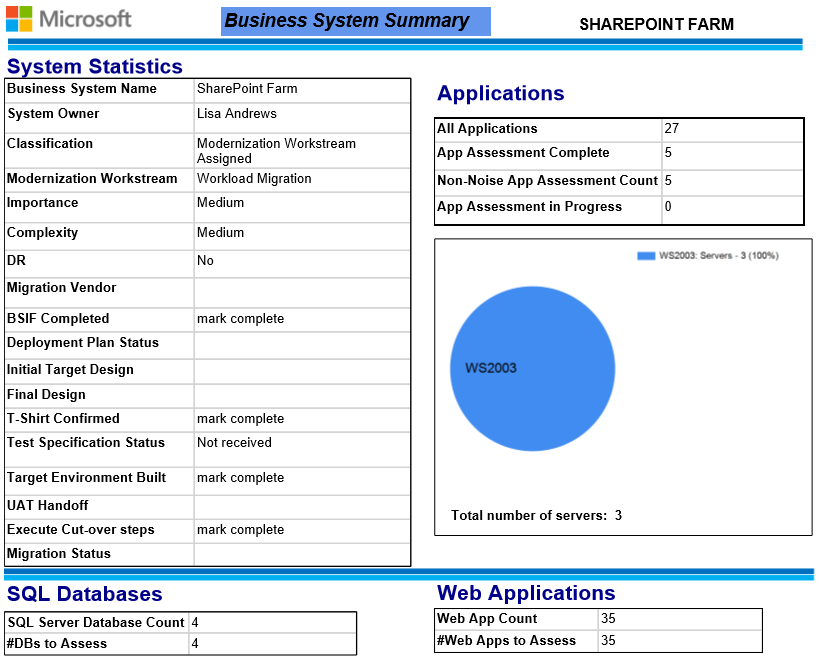 Microsoft
Business System Summary
SHAREPOINT FARM
System Statistics
Business System Name SharePoint Farm
System Owner Lisa Andrews
Classification Modernization Workstream
Assigned
Modernization Workstream Workload Migration
Importance Medium
Complexity Medium
DR No
Migration Vendor
BSIF Completed mark complete
Deployment Plan Status
Initial Target Design
Final Design
T-Shirt Confirmed mark complete
Test Specification Status Not received
Target Environment Built mark complete
UAT Handoff
Execute Cut-over steps mark complete
Migration Status
Applications
All Applications 27
App Assessment Complete 5
Non-Noise App Assessment Count 5
App Assessment in Progress 0
WS2003: Servers - 3 (100%)
WS2003
Total number of servers: 3
SQL Databases
SQL Server Database Count 4
#DBs to Assess 4
Web Applications
Web App Count 35
#Web Apps to Assess 35